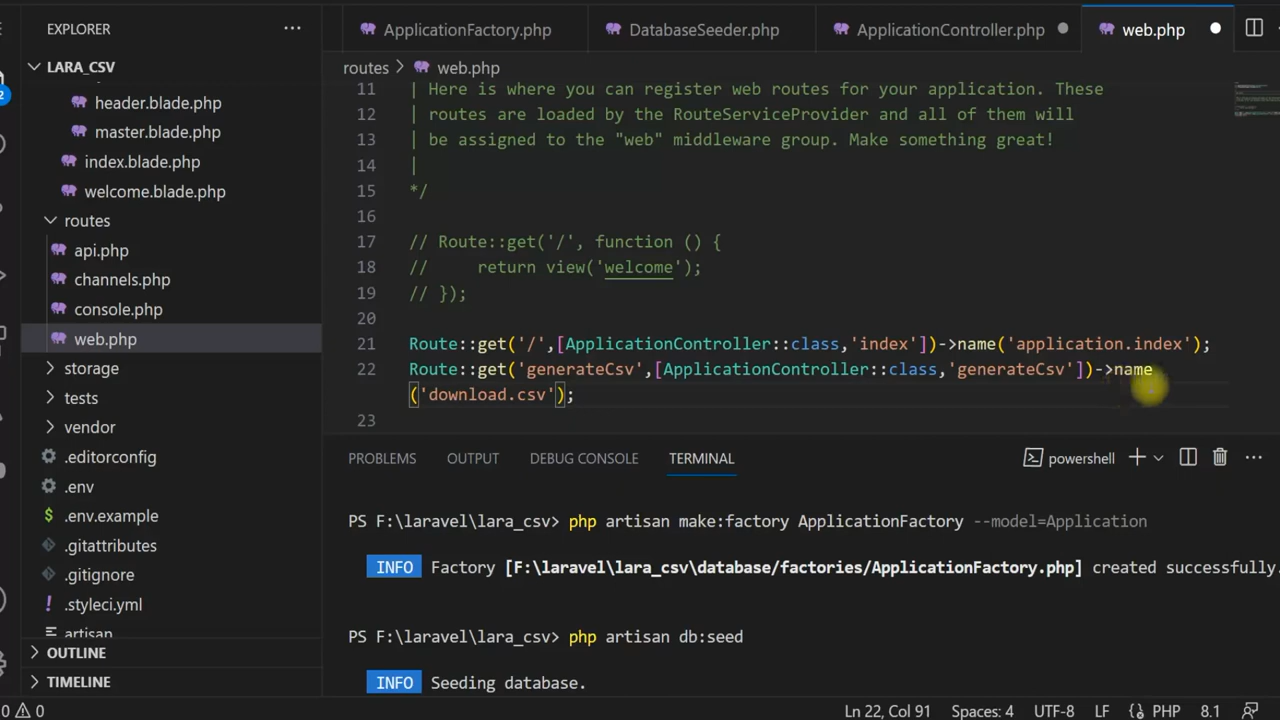 EXPLORER
LARA_CSV
header.blade.php
master.blade.php
index.blade.php
welcome.blade.php
routes
api.php
channels.php
console.php
web.php
storage
tests
vendor
.editorconfig
.env
.env.example
.gitattributes
.gitignore
.styleci.yml
artisan
OUTLINE
TIMELINE
ApplicationFactory.php
DatabaseSeeder.php
ApplicationController.php
web.php
routes > web.php
11 | Here is where you can register web routes for your application. These
12 | routes are loaded by the RouteServiceProvider and all of them will
13 | be assigned to the "web" middleware group. Make something great!
14 |
15 */
16
17 // Route::get('/', function () {
18 //     return view('welcome');
19 // });
20
21 Route::get('/',[ApplicationController::class,'index'])->name('application.index');
22 Route::get('generateCsv',[ApplicationController::class,'generateCsv'])->name
('download.csv');
23
PROBLEMS OUTPUT DEBUG CONSOLE TERMINAL
powershell
PS F:\laravel\lara_csv> php artisan make:factory ApplicationFactory --model=Application
INFO Factory [F:\laravel\lara_csv\database/factories/ApplicationFactory.php] created successfully.
PS F:\laravel\lara_csv> php artisan db:seed
INFO Seeding database.
0 0 Ln 22, Col 91 Spaces: 4 UTF-8 LF PHP 8.1